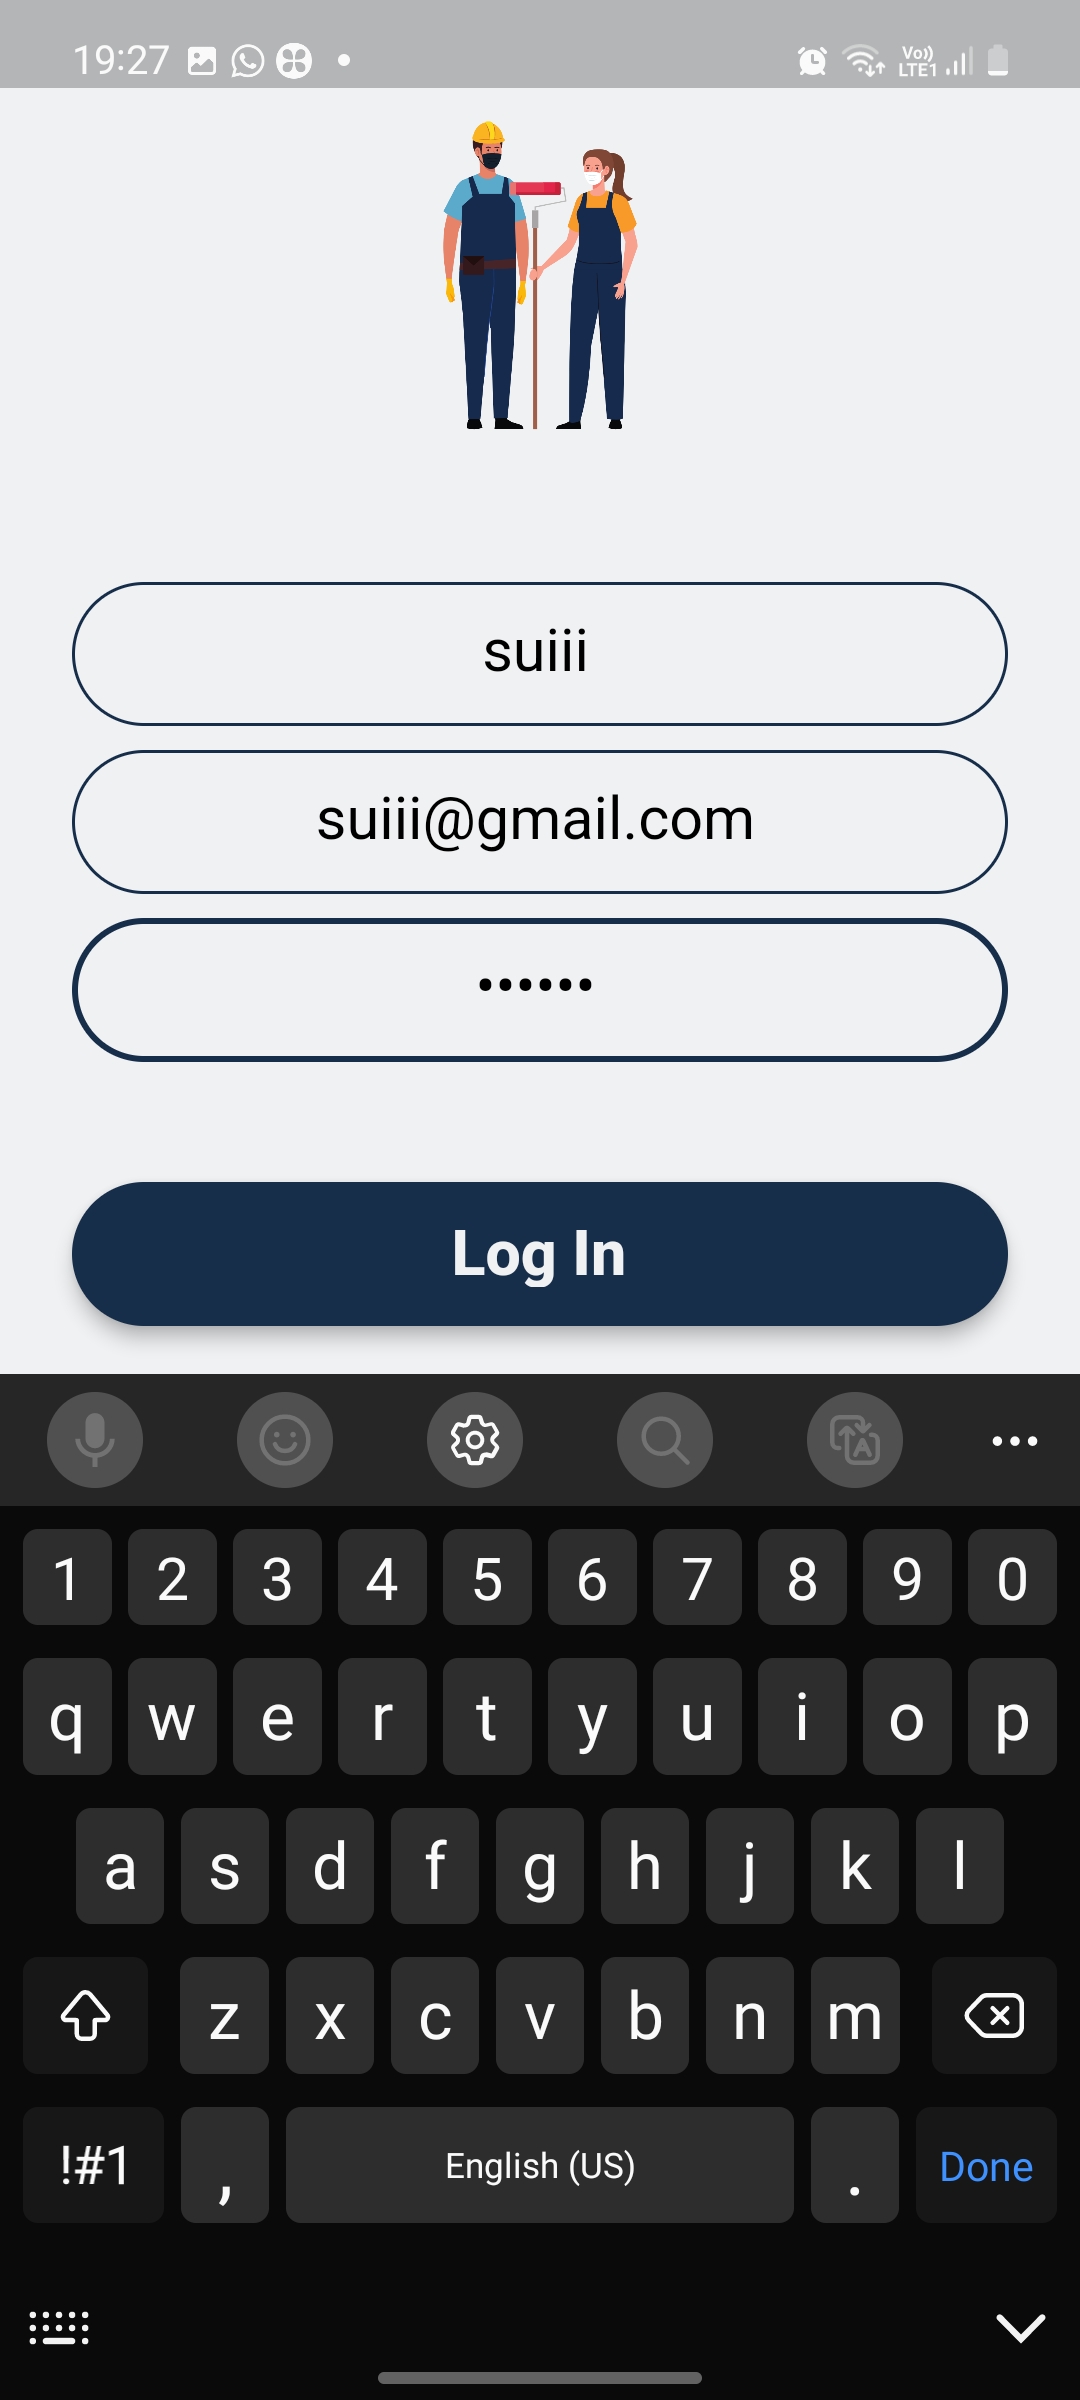 19:27 Vo)) LTE1
suiii
suiii@gmail.com
••••••
Log In
1 2 3 4 5 6 7 8 9 0
q w e r t y u i o p
a s d f g h j k l
z x c v b n m
!#1 , English (US) . Done